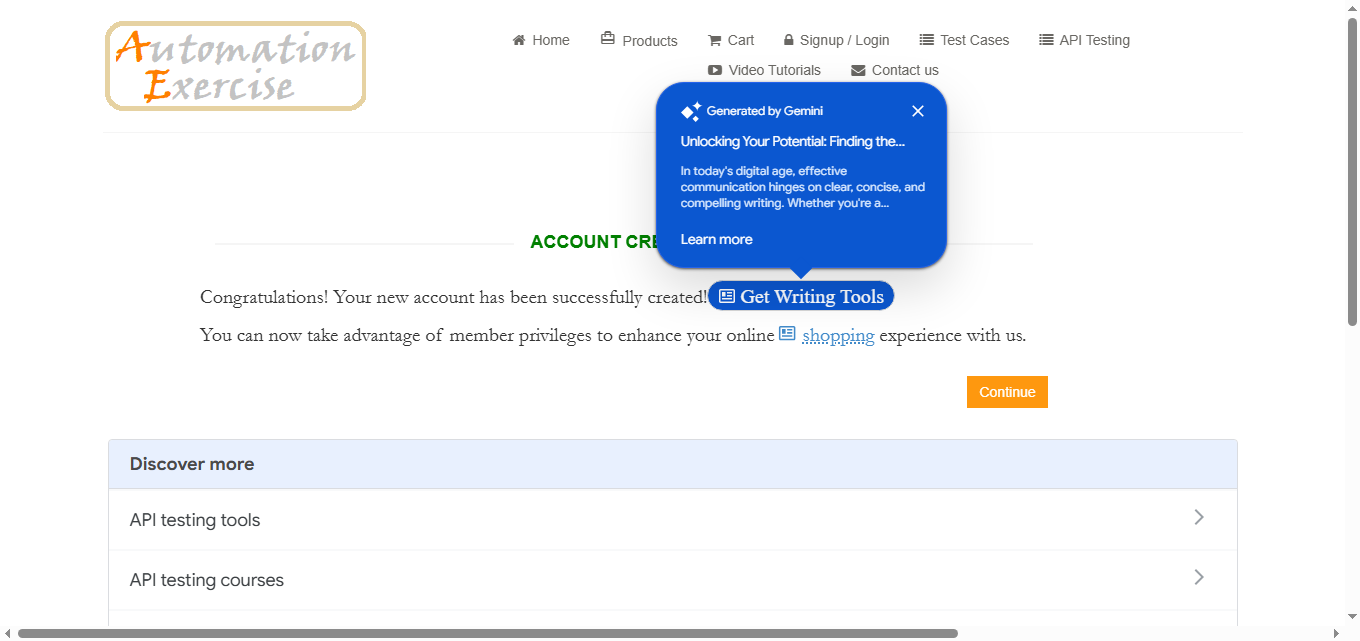 Automation
Exercise
Home
Products
Cart
Signup / Login
Test Cases
API Testing
Video Tutorials
Contact us
Generated by Gemini
Unlocking Your Potential: Finding the...
In today's digital age, effective
communication hinges on clear, concise, and
compelling writing. Whether you're a...
Learn more
ACCOUNT CRE
Congratulations! Your new account has been successfully created! Get Writing Tools
You can now take advantage of member privileges to enhance your online shopping experience with us.
Continue
Discover more
API testing tools
API testing courses